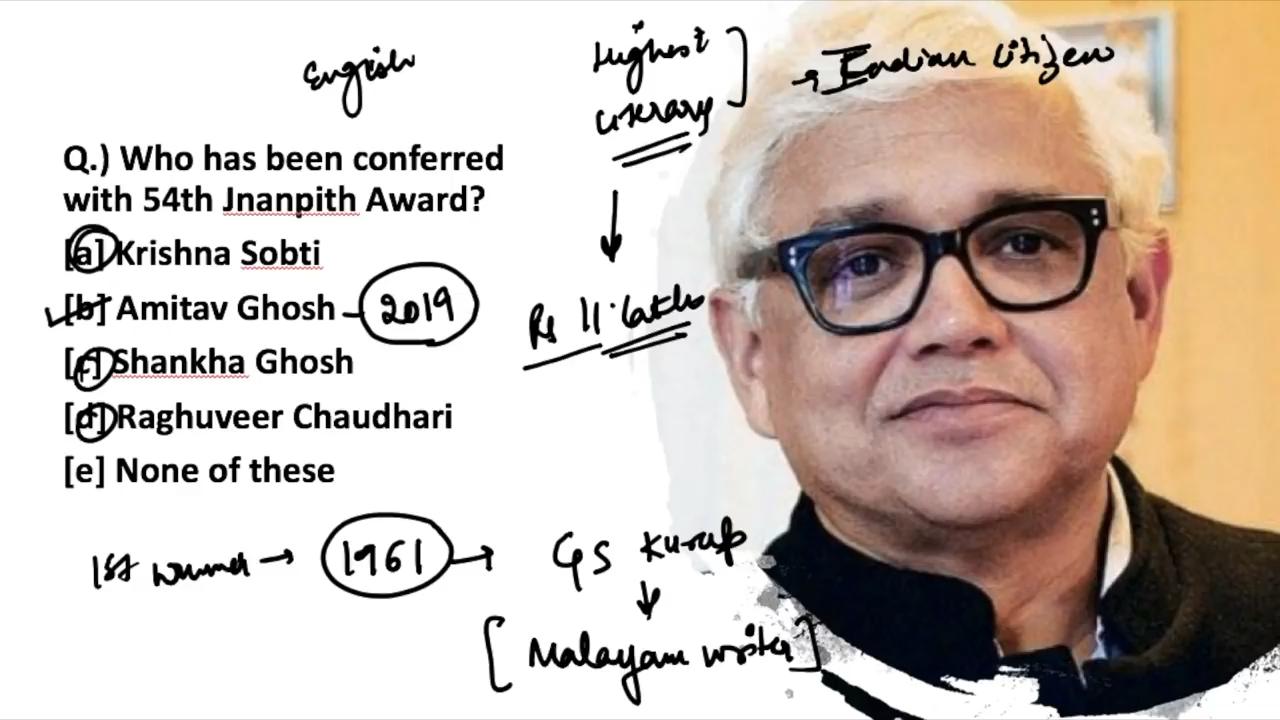 English
Highest
Literary
→ Indian Citizen
Q.) Who has been conferred
with 54th Jnanpith Award?
[a] Krishna Sobti
[b] Amitav Ghosh – 2019
[c] Shankha Ghosh
[d] Raghuveer Chaudhari
[e] None of these
Rs 11 lakhs
1st winner → 1961 → GS Kurup
[Malayam writer]